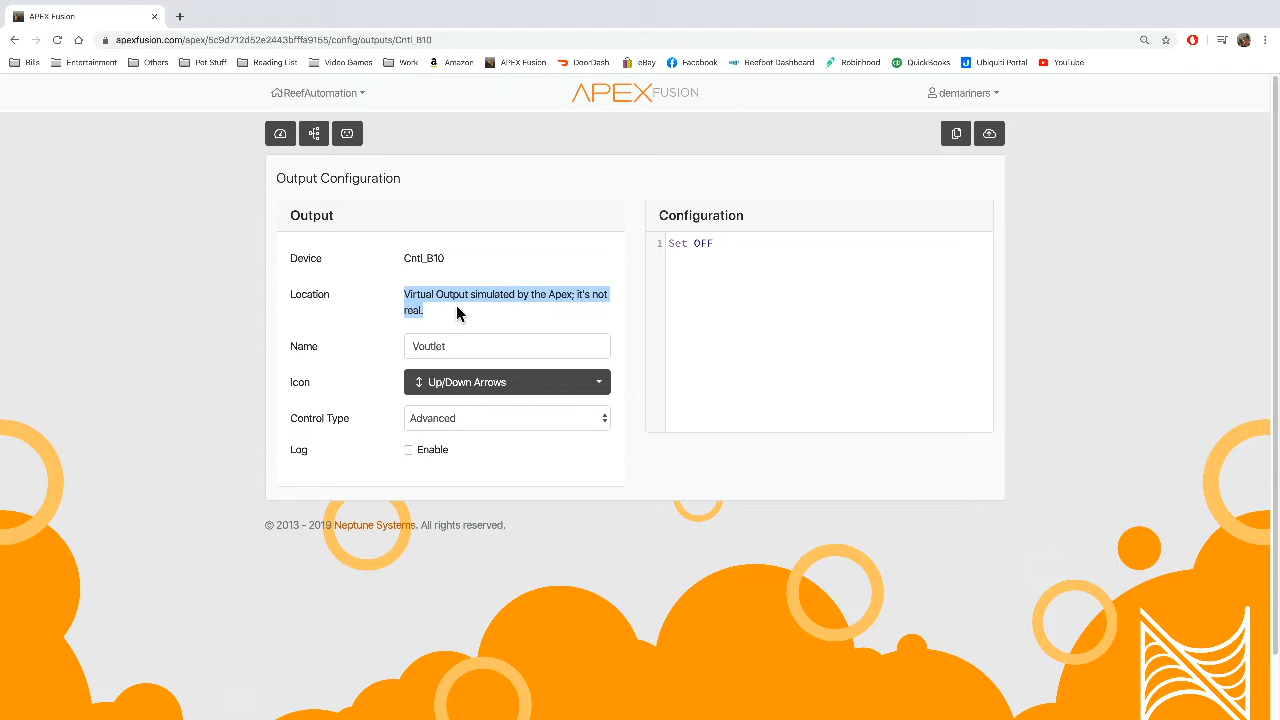 APEX Fusion
apexfusion.com/apex/5c9d712d52e2443bfffa9155/config/outputs/Cntl_B10
Bills
Entertainment
Others
Pet Stuff
Reading List
Video Games
Work
Amazon
APEX Fusion
DoorDash
eBay
Facebook
Reefbot Dashboard
Robinhood
QuickBooks
Ubiquiti Portal
YouTube
ReefAutomation
APEXFUSION
demariners
Output Configuration
Output
Configuration
Device
Cntl_B10
1 Set OFF
Location
Virtual Output simulated by the Apex; it's not
real.
Name
Voutlet
Icon
Up/Down Arrows
Control Type
Advanced
Log
Enable
© 2013 - 2019 Neptune Systems. All rights reserved.